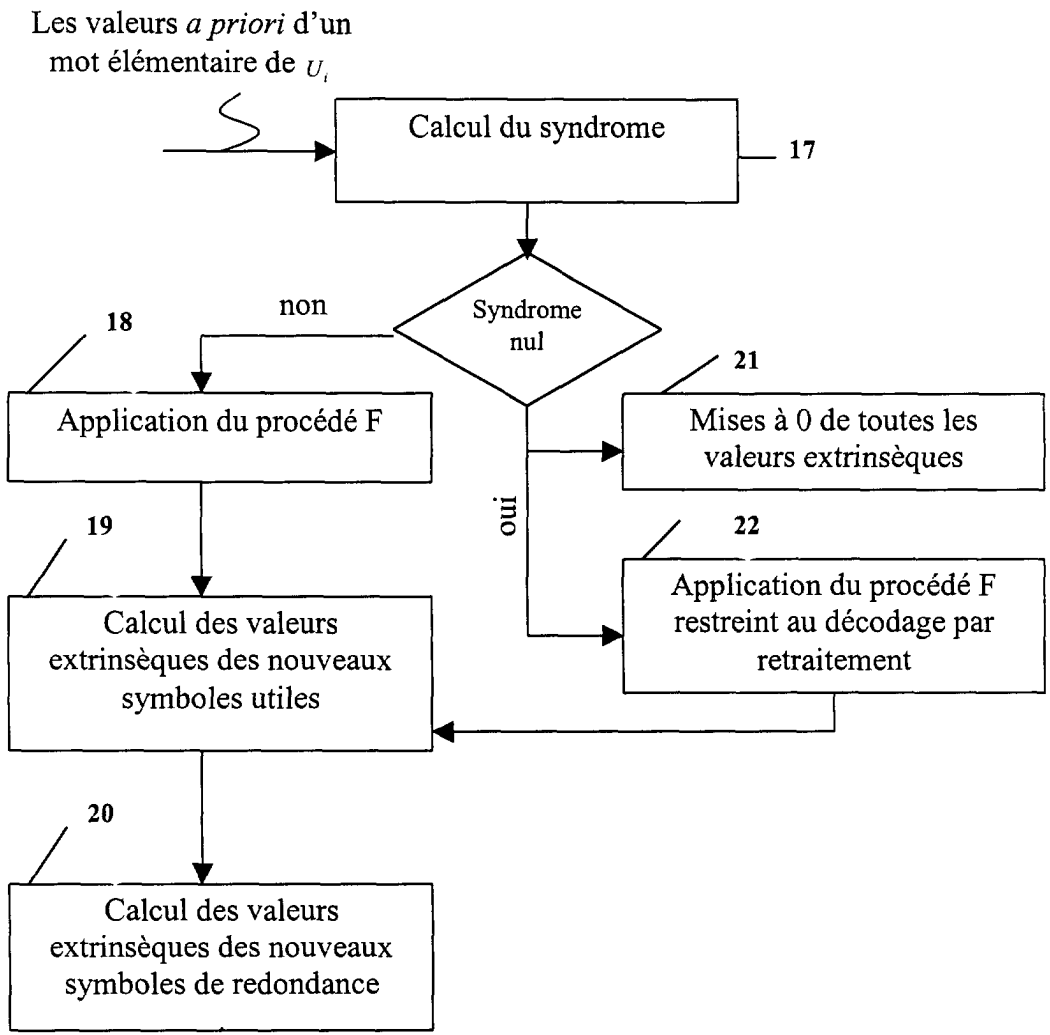 Les valeurs a priori d'un
mot élémentaire de U_i
Calcul du syndrome
17
Syndrome
nul
non
18
Application du procédé F
21
Mises à 0 de toutes les
valeurs extrinsèques
oui
19
22
Application du procédé F
restreint au décodage par
retraitement
Calcul des valeurs
extrinsèques des nouveaux
symboles utiles
20
Calcul des valeurs
extrinsèques des nouveaux
symboles de redondance